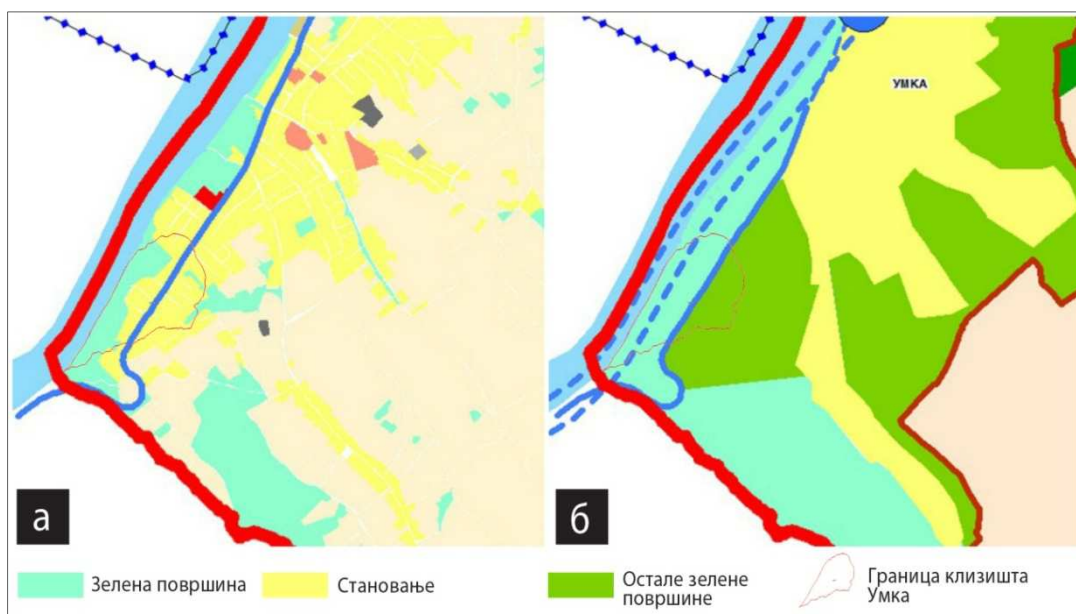 УМКА
а
б
Зелена површина
Становање
Остале зелене
површине
Граница клизишта
Умка